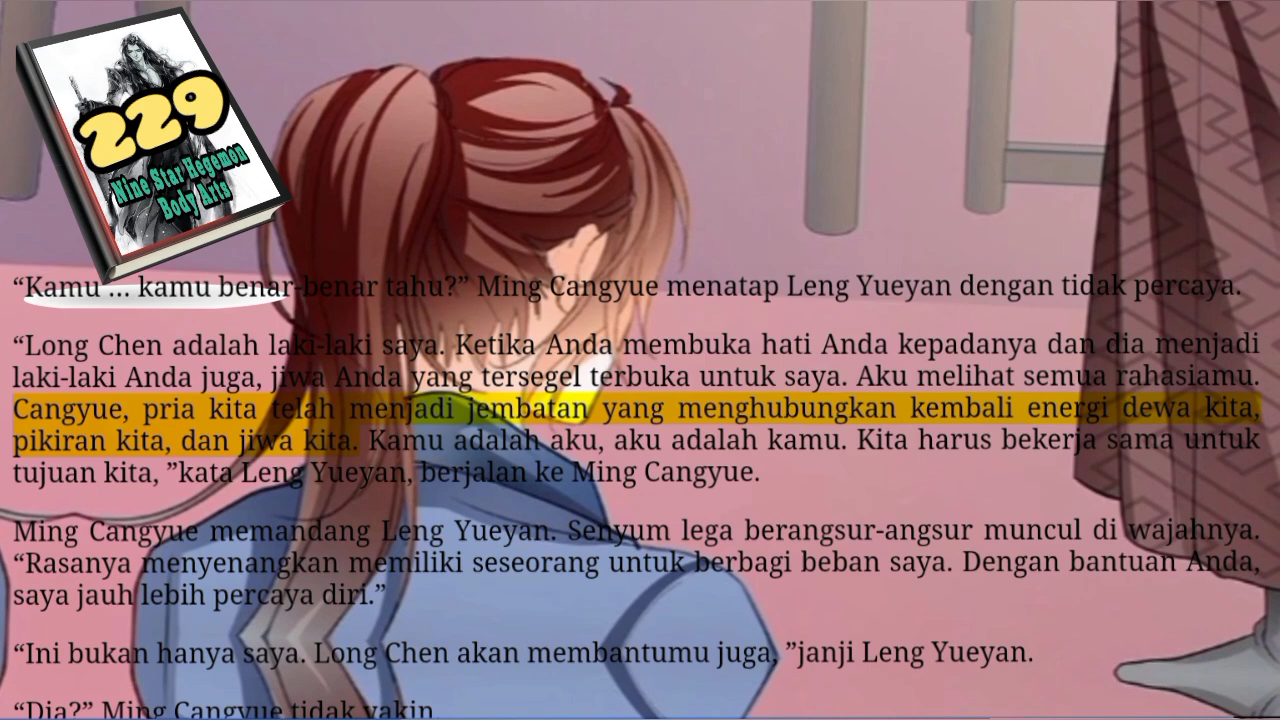 229
Nine Star Hegemon
Body Arts
“Kamu ... kamu benar-benar tahu?” Ming Cangyue menatap Leng Yueyan dengan tidak percaya.
“Long Chen adalah laki-laki saya. Ketika Anda membuka hati Anda kepadanya dan dia menjadi
laki-laki Anda juga, jiwa Anda yang tersegel terbuka untuk saya. Aku melihat semua rahasiamu.
Cangyue, pria kita telah menjadi jembatan yang menghubungkan kembali energi dewa kita,
pikiran kita, dan jiwa kita. Kamu adalah aku, aku adalah kamu. Kita harus bekerja sama untuk
tujuan kita, ”kata Leng Yueyan, berjalan ke Ming Cangyue.
Ming Cangyue memandang Leng Yueyan. Senyum lega berangsur-angsur muncul di wajahnya.
“Rasanya menyenangkan memiliki seseorang untuk berbagi beban saya. Dengan bantuan Anda,
saya jauh lebih percaya diri.”
“Ini bukan hanya saya. Long Chen akan membantumu juga, ”janji Leng Yueyan.
“Dia?” Ming Cangyue tidak yakin